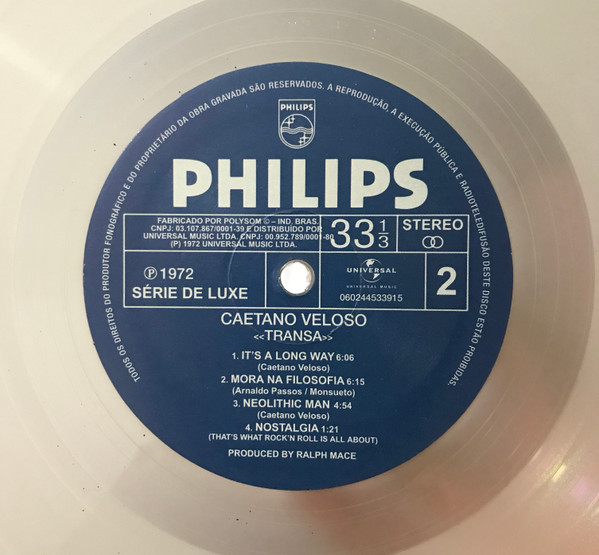 TODOS OS DIREITOS DO PRODUTOR FONOGRÁFICO E DO PROPRIETÁRIO DA OBRA GRAVADA SÃO RESERVADOS. A REPRODUÇÃO, A EXECUÇÃO PÚBLICA E RADIOTELEDIFUSÃO DESTE DISCO ESTÃO PROIBIDAS.
PHILIPS
PHILIPS
FABRICADO POR POLYSOM © – IND. BRAS.
CNPJ: 03.107.867/0001-39 E DISTRIBUÍDO POR
UNIVERSAL MUSIC LTDA. CNPJ: 00.952.789/0001-80
(P) 1972 UNIVERSAL MUSIC LTDA.
33 1/3
STEREO
℗ 1972
SÉRIE DE LUXE
UNIVERSAL
UNIVERSAL MUSIC
060244533915
2
CAETANO VELOSO
<<TRANSA>>
1. IT'S A LONG WAY 6:06
(Caetano Veloso)
2. MORA NA FILOSOFIA 6:15
(Arnaldo Passos / Monsueto)
3. NEOLITHIC MAN 4:54
(Caetano Veloso)
4. NOSTALGIA 1:21
(THAT'S WHAT ROCK'N ROLL IS ALL ABOUT)
PRODUCED BY RALPH MACE